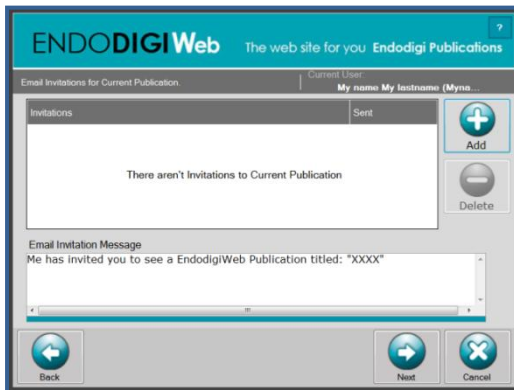 ?
ENDODIGIWeb The web site for you Endodigi Publications
Email Invitations for Current Publication.
Current User:
My name My lastname (Myna...
Invitations Sent
There aren't Invitations to Current Publication
Add
Delete
Email Invitation Message
Me has invited you to see a EndodigiWeb Publication titled: "XXXX"
Back Next Cancel